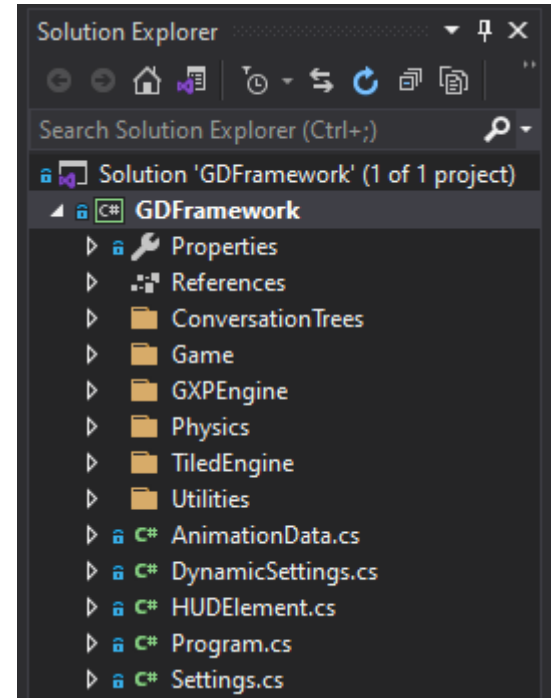 Solution Explorer
Search Solution Explorer (Ctrl+;)
Solution 'GDFramework' (1 of 1 project)
C# GDFramework
Properties
References
ConversationTrees
Game
GXPEngine
Physics
TiledEngine
Utilities
C# AnimationData.cs
C# DynamicSettings.cs
C# HUDElement.cs
C# Program.cs
C# Settings.cs